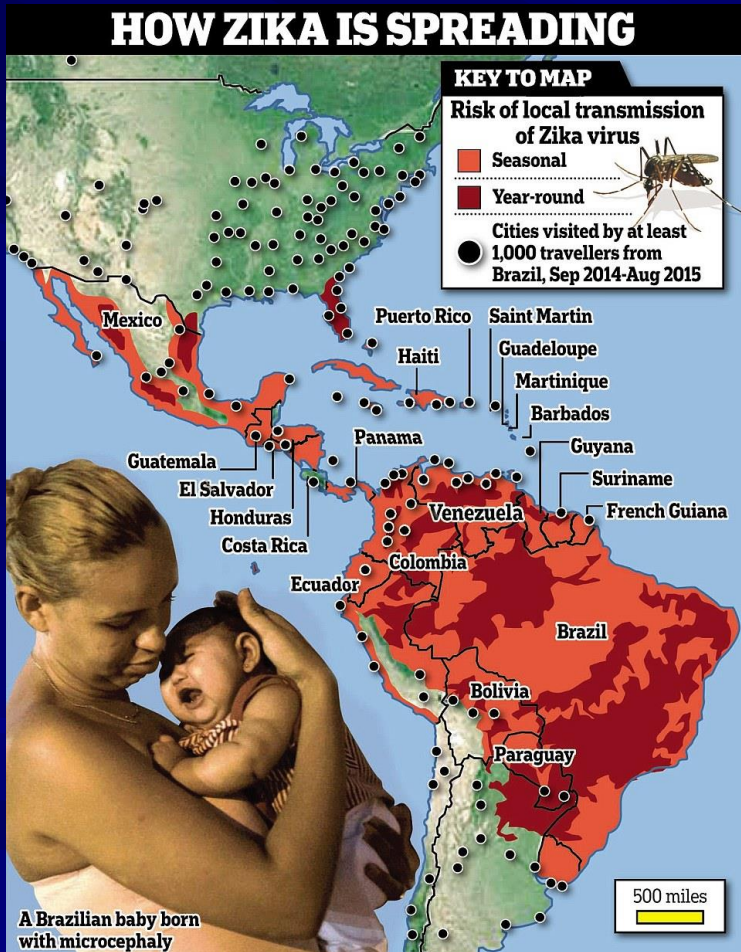 HOW ZIKA IS SPREADING
KEY TO MAP
Risk of local transmission
of Zika virus
Seasonal
Year-round
Cities visited by at least
1,000 travellers from
Brazil, Sep 2014-Aug 2015
Mexico
Puerto Rico
Saint Martin
Haiti
Guadeloupe
Martinique
Barbados
Panama
Guyana
Guatemala
Suriname
El Salvador
Venezuela
French Guiana
Honduras
Costa Rica
Colombia
Ecuador
Brazil
Bolivia
Paraguay
500 miles
A Brazilian baby born
with microcephaly